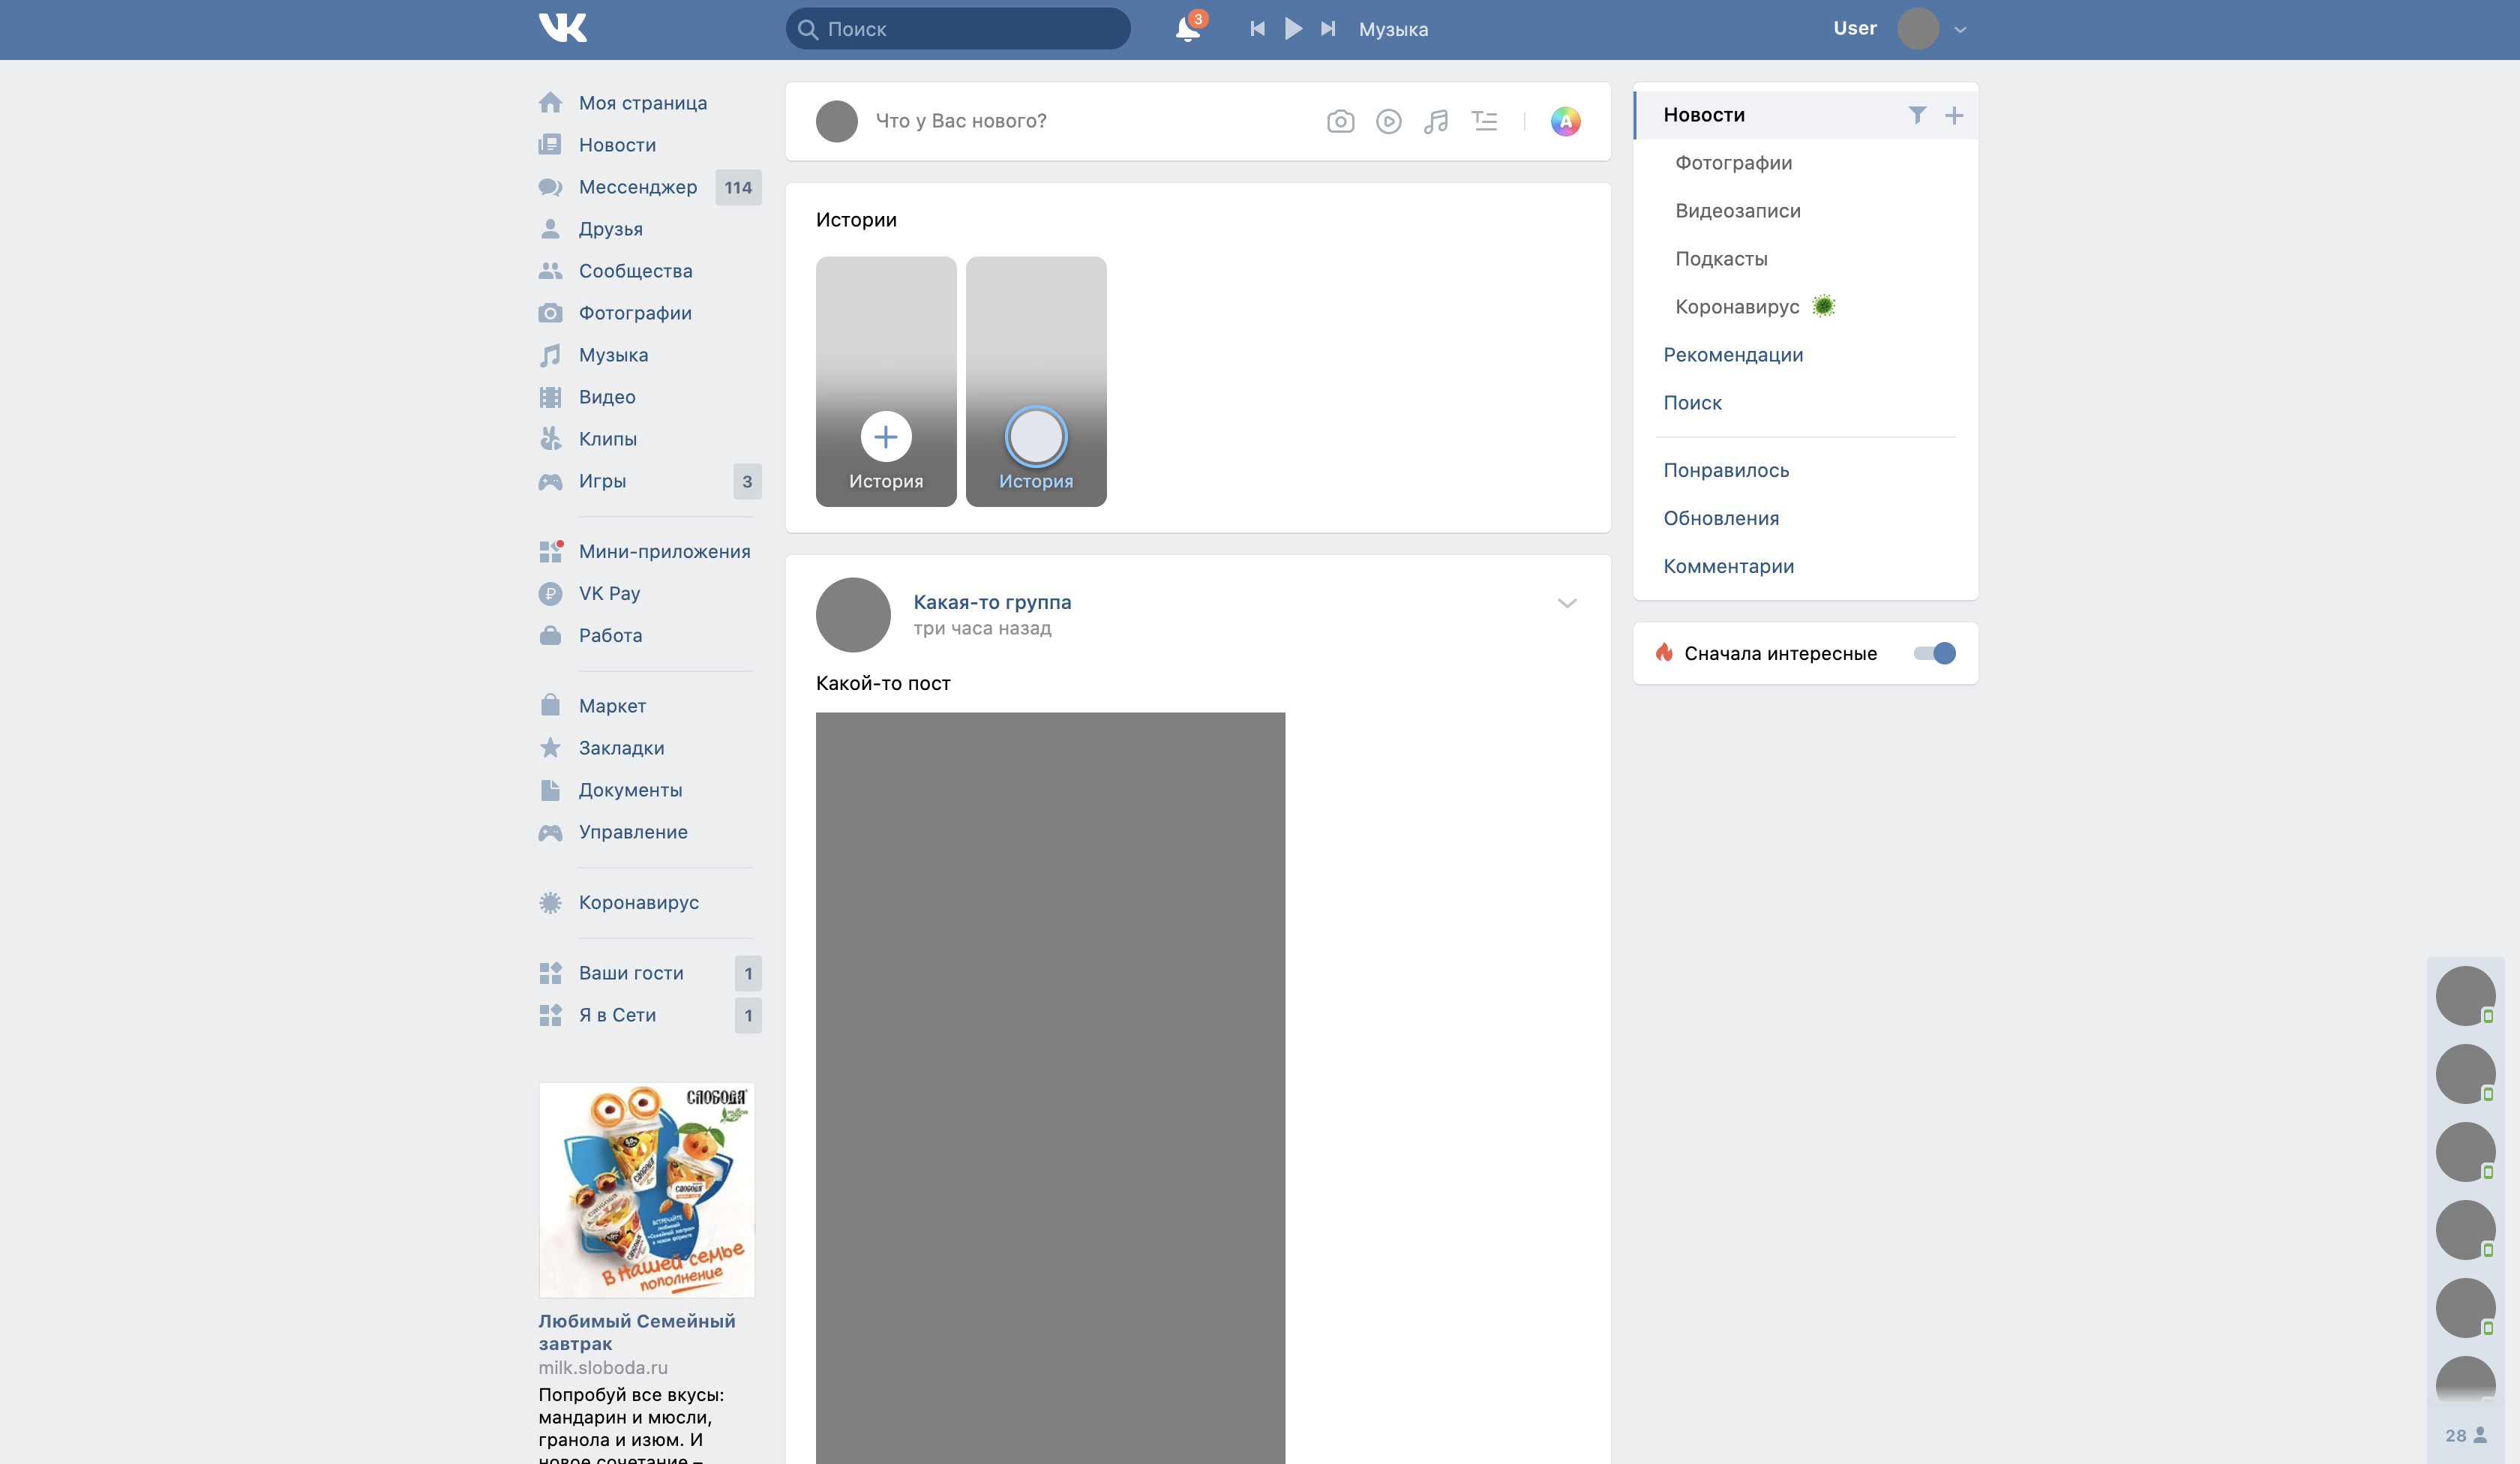 Поиск
3
Музыка
User
Моя страница
Новости
Мессенджер 114
Друзья
Сообщества
Фотографии
Музыка
Видео
Клипы
Игры 3
Мини-приложения
VK Pay
Работа
Маркет
Закладки
Документы
Управление
Коронавирус
Ваши гости 1
Я в Сети 1
СЛОБОДА
В нашей семье
пополнение
Любимый Семейный
завтрак
milk.sloboda.ru
Попробуй все вкусы:
мандарин и мюсли,
гранола и изюм. И
новое сочетание –
Что у Вас нового?
A
Истории
История
История
Какая-то группа
три часа назад
Какой-то пост
Новости
Фотографии
Видеозаписи
Подкасты
Коронавирус
Рекомендации
Поиск
Понравилось
Обновления
Комментарии
Сначала интересные
28